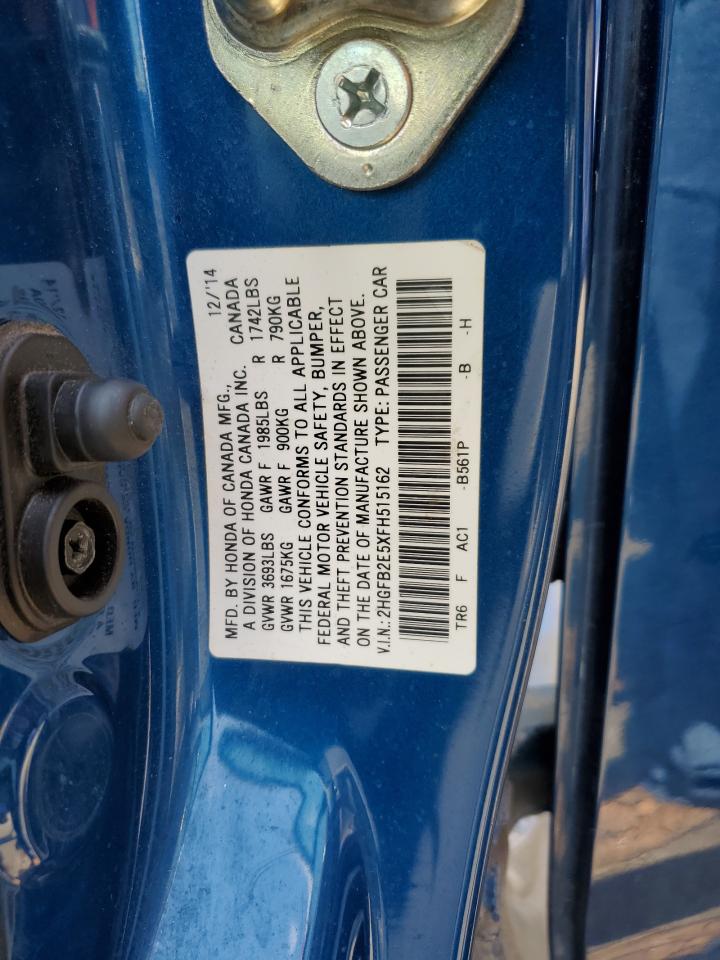 MFD. BY HONDA OF CANADA MFG., 12/'14
A DIVISION OF HONDA CANADA INC. CANADA
GVWR 3693LBS GAWR F 1985LBS R 1742LBS
GVWR 1675KG GAWR F 900KG R 790KG
THIS VEHICLE CONFORMS TO ALL APPLICABLE
FEDERAL MOTOR VEHICLE SAFETY, BUMPER,
AND THEFT PREVENTION STANDARDS IN EFFECT
ON THE DATE OF MANUFACTURE SHOWN ABOVE.
V.I.N.: 2HGFB2E5XFH515162 TYPE: PASSENGER CAR
TR6 F AC1 -B561P -B -H